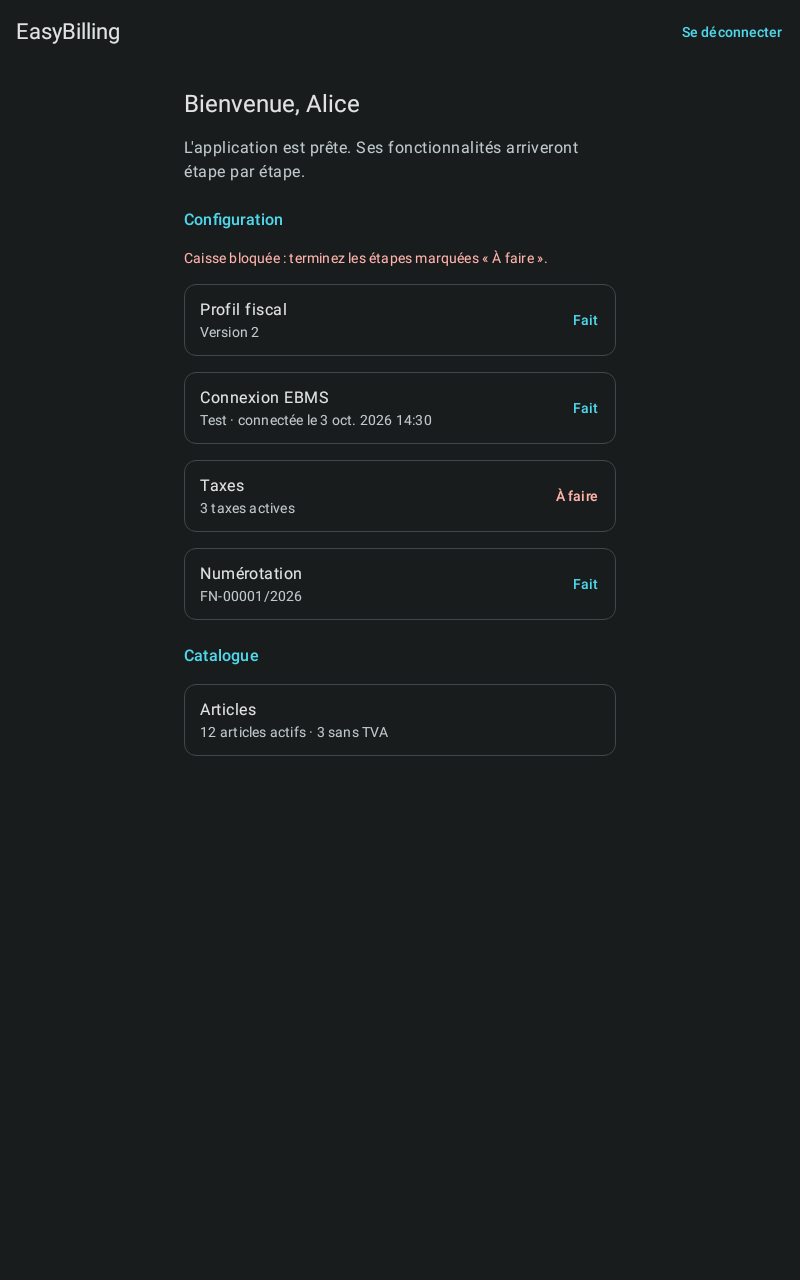 EasyBilling
Se déconnecter
Bienvenue, Alice
L'application est prête. Ses fonctionnalités arriveront
étape par étape.
Configuration
Caisse bloquée : terminez les étapes marquées « À faire ».
Profil fiscal
Version 2
Fait
Connexion EBMS
Test · connectée le 3 oct. 2026 14:30
Fait
Taxes
3 taxes actives
À faire
Numérotation
FN-00001/2026
Fait
Catalogue
Articles
12 articles actifs · 3 sans TVA